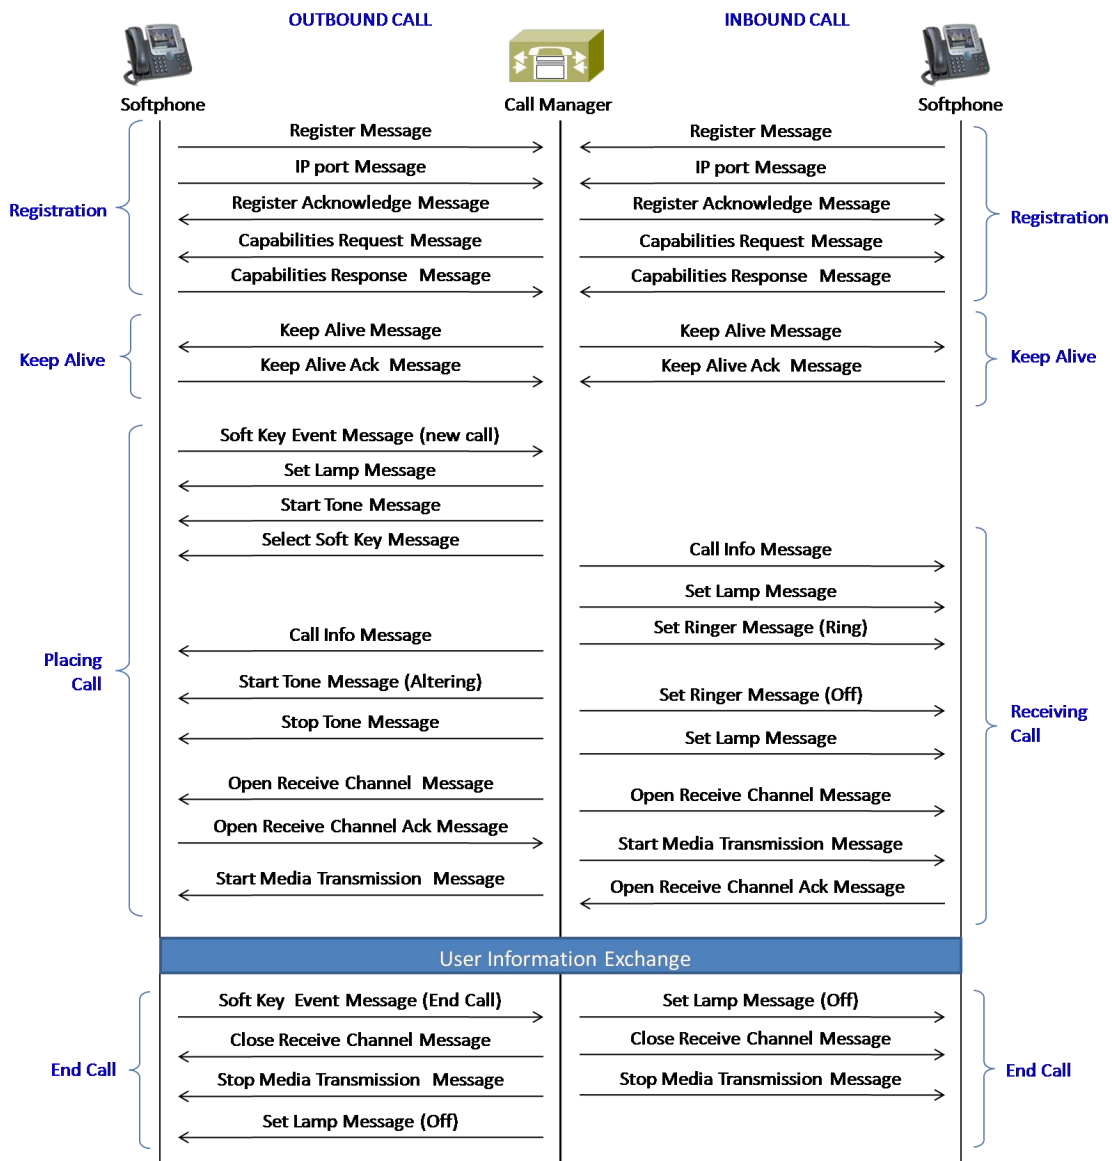 OUTBOUND CALL
INBOUND CALL
Softphone
Call Manager
Softphone
Register Message
Register Message
IP port Message
IP port Message
Registration
Register Acknowledge Message
Register Acknowledge Message
Registration
Capabilities Request Message
Capabilities Request Message
Capabilities Response Message
Capabilities Response Message
Keep Alive Message
Keep Alive Message
Keep Alive
Keep Alive
Keep Alive Ack Message
Keep Alive Ack Message
Soft Key Event Message (new call)
Set Lamp Message
Start Tone Message
Select Soft Key Message
Call Info Message
Set Lamp Message
Call Info Message
Set Ringer Message (Ring)
Placing
Call
Start Tone Message (Altering)
Set Ringer Message (Off)
Stop Tone Message
Set Lamp Message
Receiving
Call
Open Receive Channel Message
Open Receive Channel Message
Open Receive Channel Ack Message
Start Media Transmission Message
Start Media Transmission Message
Open Receive Channel Ack Message
User Information Exchange
Soft Key Event Message (End Call)
Set Lamp Message (Off)
Close Receive Channel Message
Close Receive Channel Message
End Call
End Call
Stop Media Transmission Message
Stop Media Transmission Message
Set Lamp Message (Off)